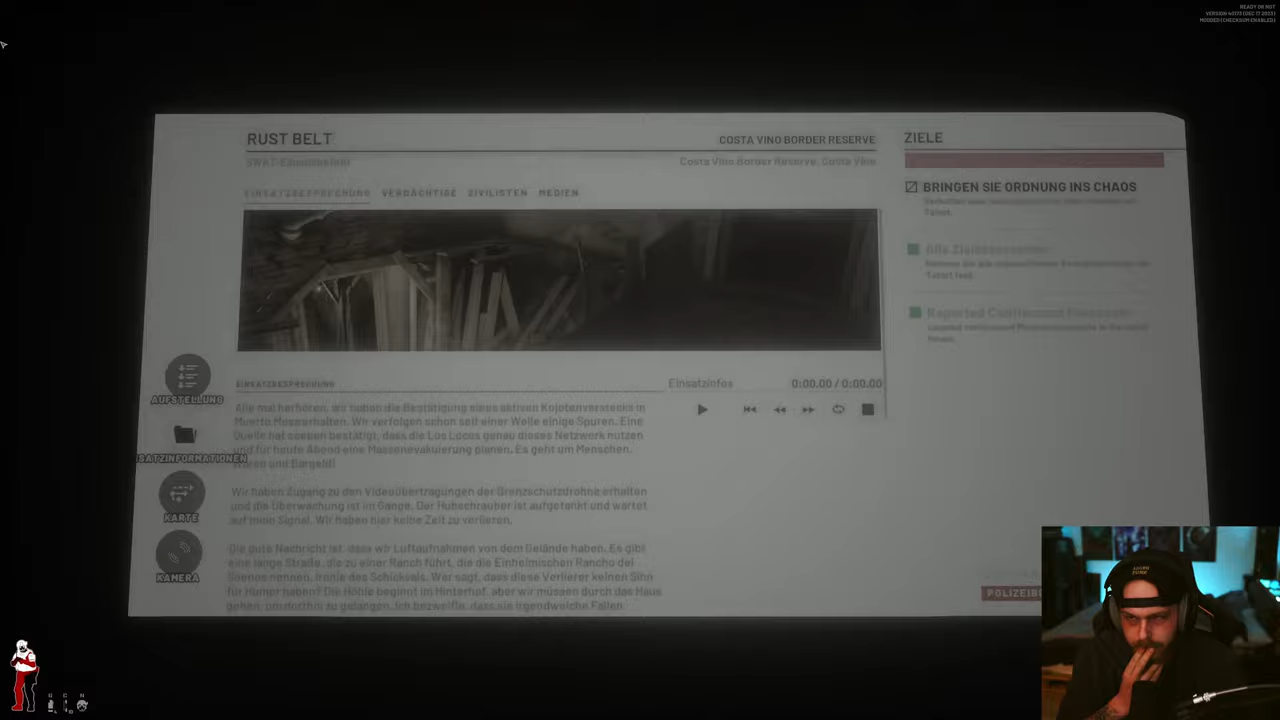 READY OR NOT
MODDED (CHECKSUM ENABLED)
RUST BELT
COSTA VINO BORDER RESERVE
ZIELE
Costa Vino Border Reserve, Costa Vino
EINSATZBESPRECHUNG VERDÄCHTIGE ZIVILISTEN MEDIEN
BRINGEN SIE ORDNUNG INS CHAOS
EINSATZBESPRECHUNG
Einsatzinfos 0:00.00 / 0:00.00
AUFSTELLUNG
SATZINFORMATIONEN
KARTE
KAMERA
Alle mal herhören, wir haben die Bestätigung eines aktiven Kojotenverstecks in
Muerto Messerhalten. Wir verfolgen schon seit einer Weile einige Spuren. Eine
Quelle hat soeben bestätigt, dass die Los Locos genau dieses Netzwerk nutzen
und für heute Abend eine Massenevakuierung planen. Es geht um Menschen,
Waren und Bargeld!
Wir haben Zugang zu den Videoübertragungen der Grenzschutzdrohne erhalten
und die Überwachung ist im Gange. Der Hubschrauber ist aufgetankt und wartet
auf mein Signal. Wir haben hier keine Zeit zu verlieren.
Die gute Nachricht ist, dass wir Luftaufnahmen von dem Gelände haben. Es gibt
eine lange Straße, die zu einer Ranch führt, die die Einheimischen Rancho del
nennen, Ironie des Schicksals. Wer sagt, dass diese Verlierer keinen Sinn
für Humor haben? Die Höhle beginnt im Hinterhof, aber wir müssen durch das Haus
gehen, um dorthin zu gelangen. Ich bezweifle, dass sie irgendwelche Fallen